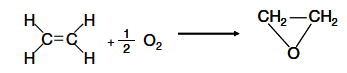 H H
C=C + 1/2 O₂
H H
CH₂—CH₂
O